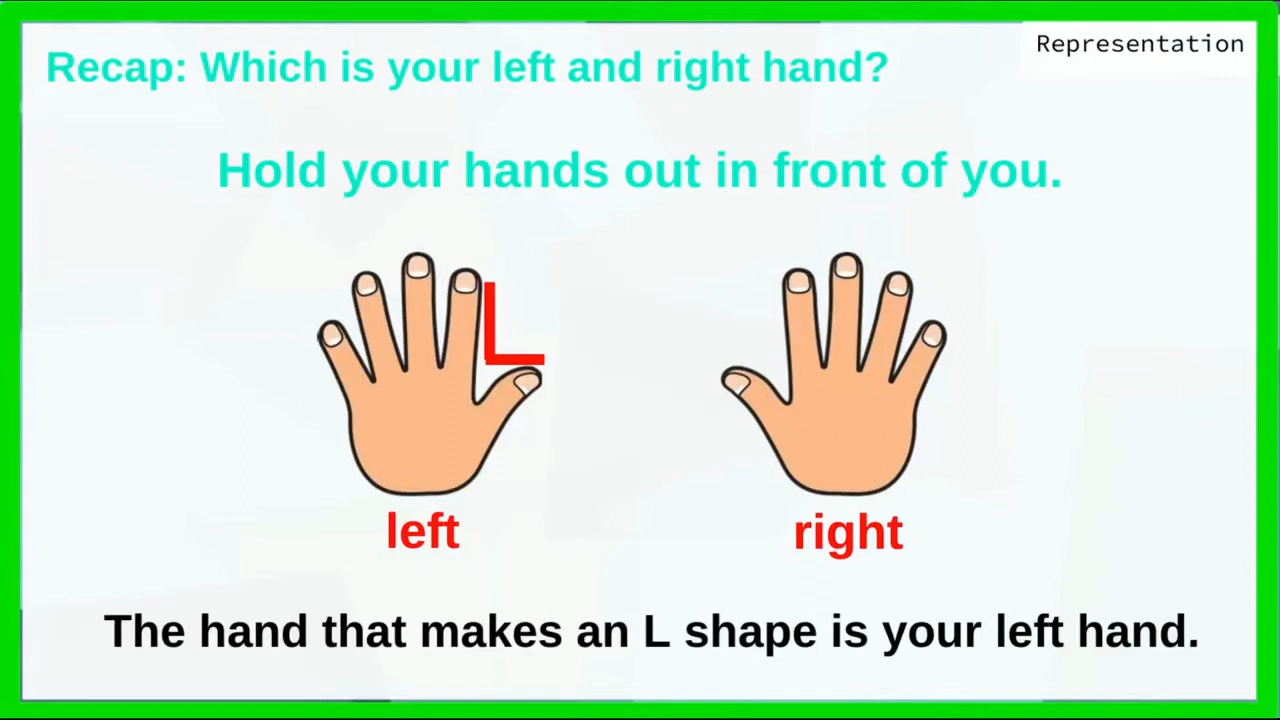 Representation
Recap: Which is your left and right hand?
Hold your hands out in front of you.
L
left
right
The hand that makes an L shape is your left hand.